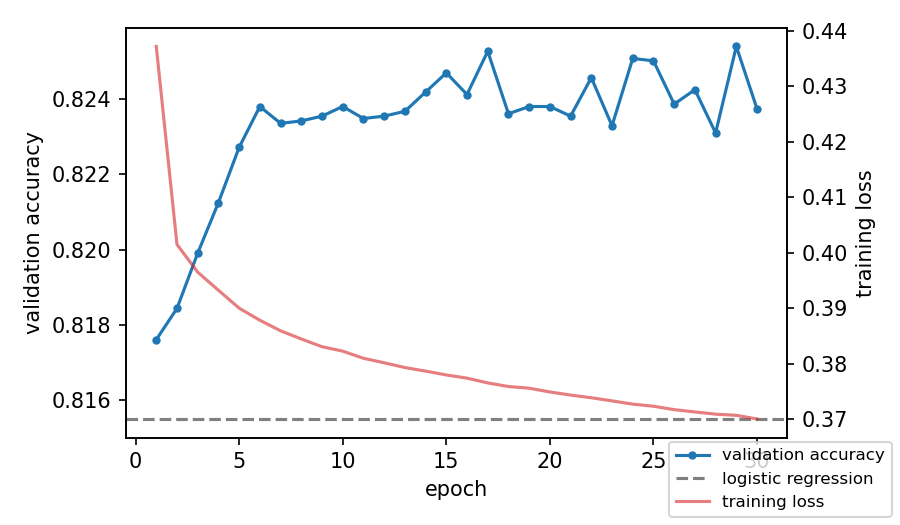 0.824
0.822
0.820
0.818
0.816
validation accuracy
0.44
0.43
0.42
0.41
0.40
0.39
0.38
0.37
training loss
0 5 10 15 20 25 30
epoch
validation accuracy
logistic regression
training loss